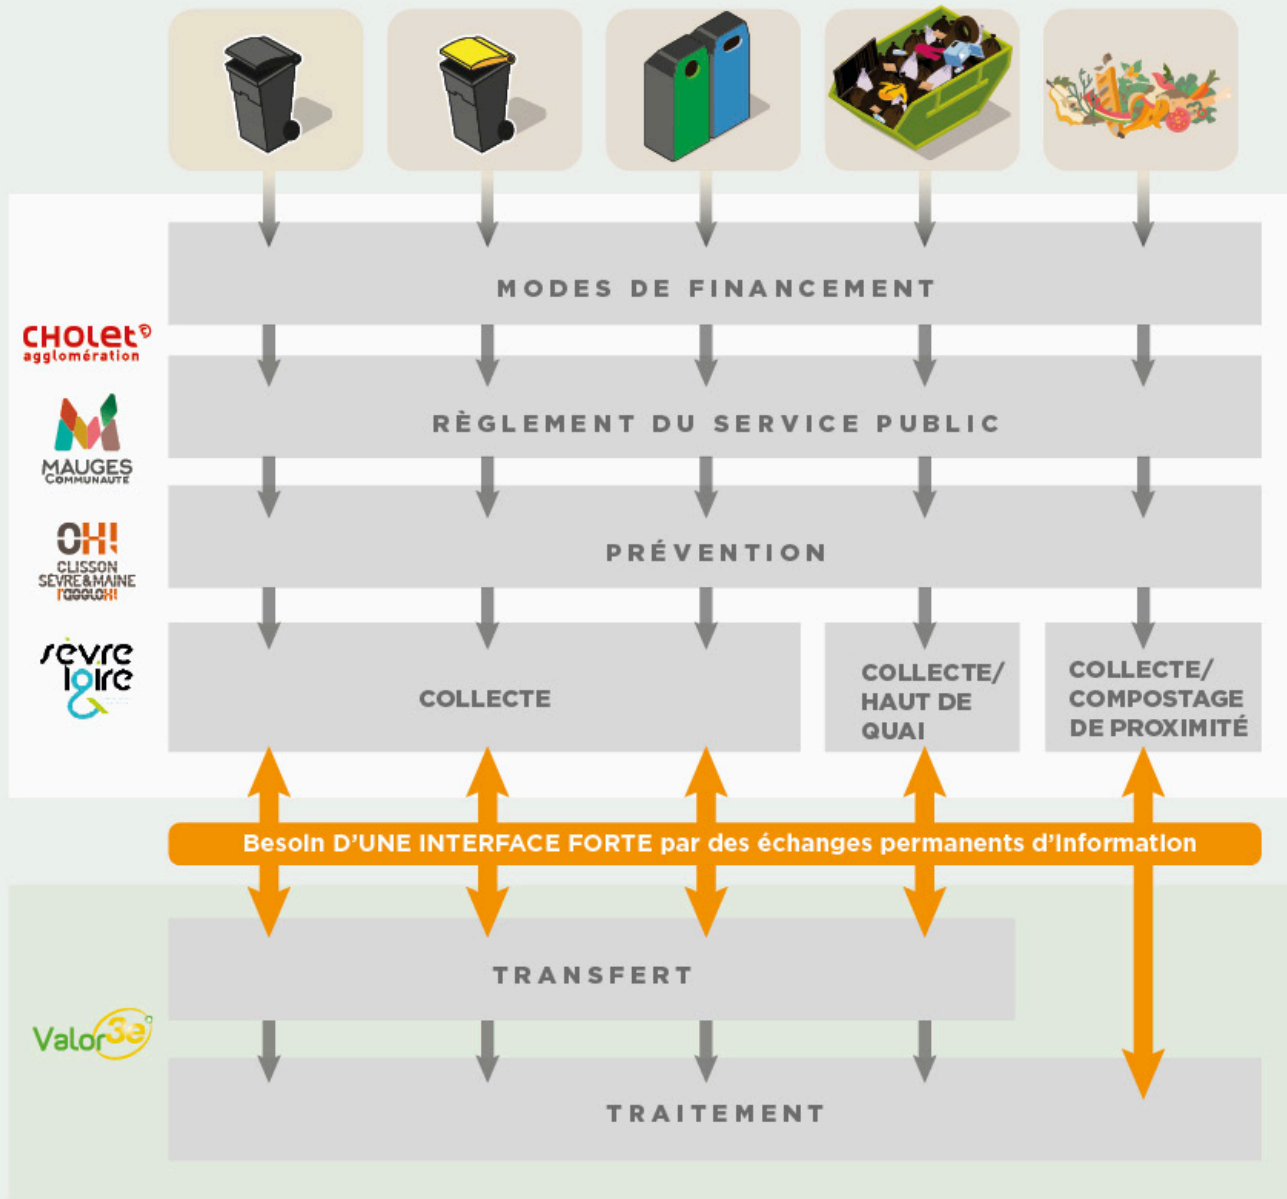 MODES DE FINANCEMENT
CHOLET
agglomération
RÈGLEMENT DU SERVICE PUBLIC
MAUGES
COMMUNAUTÉ
PRÉVENTION
OH!
CLISSON
SÈVRE&MAINE
l'aggloh!
sèvre
loire
COLLECTE
COLLECTE/
HAUT DE
QUAI
COLLECTE/
COMPOSTAGE
DE PROXIMITÉ
Besoin D'UNE INTERFACE FORTE par des échanges permanents d'information
TRANSFERT
Valor3e
TRAITEMENT